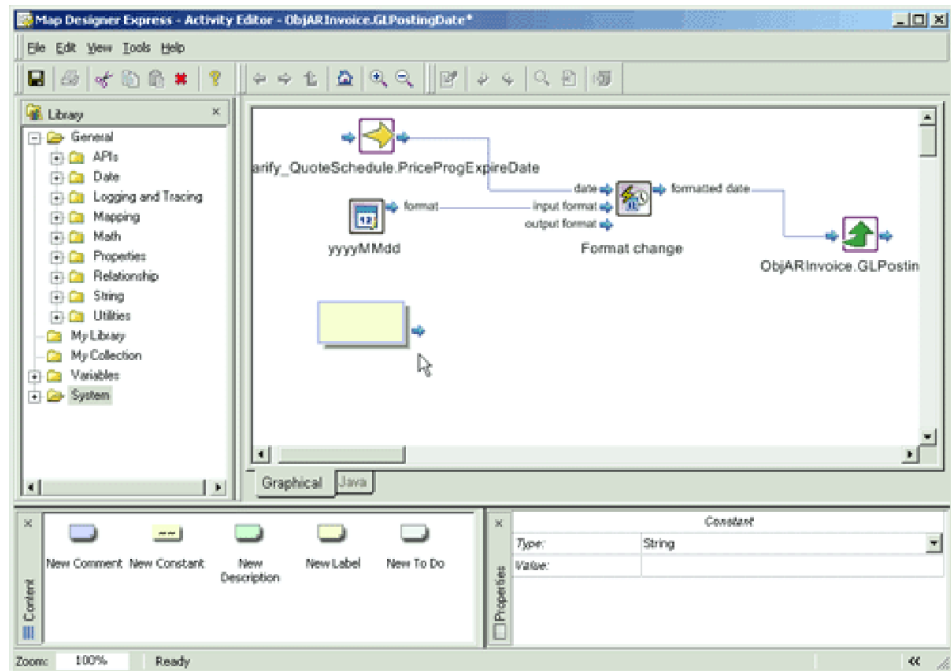 Map Designer Express - Activity Editor - ObjARInvoice.GLPostingDate*
File Edit View Tools Help
Library
General
APIs
Date
Logging and Tracing
Mapping
Math
Properties
Relationship
String
Utilities
My Library
My Collection
Variables
System
arify_QuoteSchedule.PriceProgExpireDate
format
yyyyMMdd
date
input format
output format
formatted date
Format change
ObjARInvoice.GLPostin
Graphical Java
Content
New Comment New Constant New Description New Label New To Do
Properties
Constant
Type: String
Value:
Zoom: 100% Ready